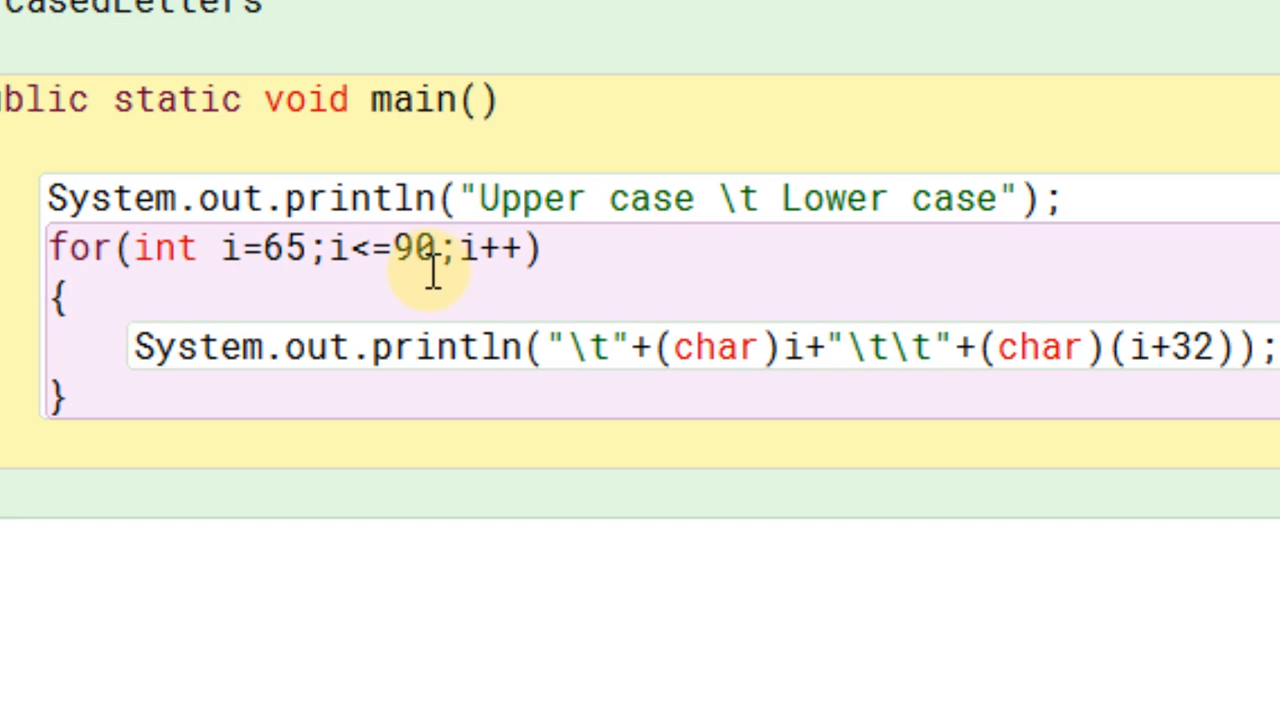 casedLetters
public static void main()
System.out.println("Upper case \t Lower case");
for(int i=65;i<=90;i++)
{
System.out.println("\t"+(char)i+"\t\t"+(char)(i+32));
}